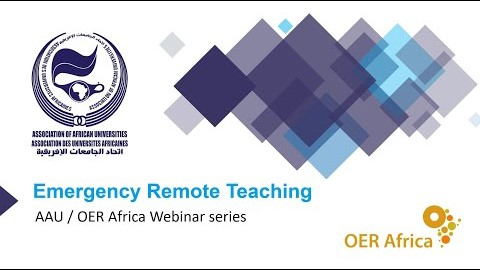 ASSOCIATION OF AFRICAN UNIVERSITIES
ASSOCIATION DES UNIVERSITES AFRICAINES
اتحاد الجامعات الإفريقية
Emergency Remote Teaching
AAU / OER Africa Webinar series
OER Africa